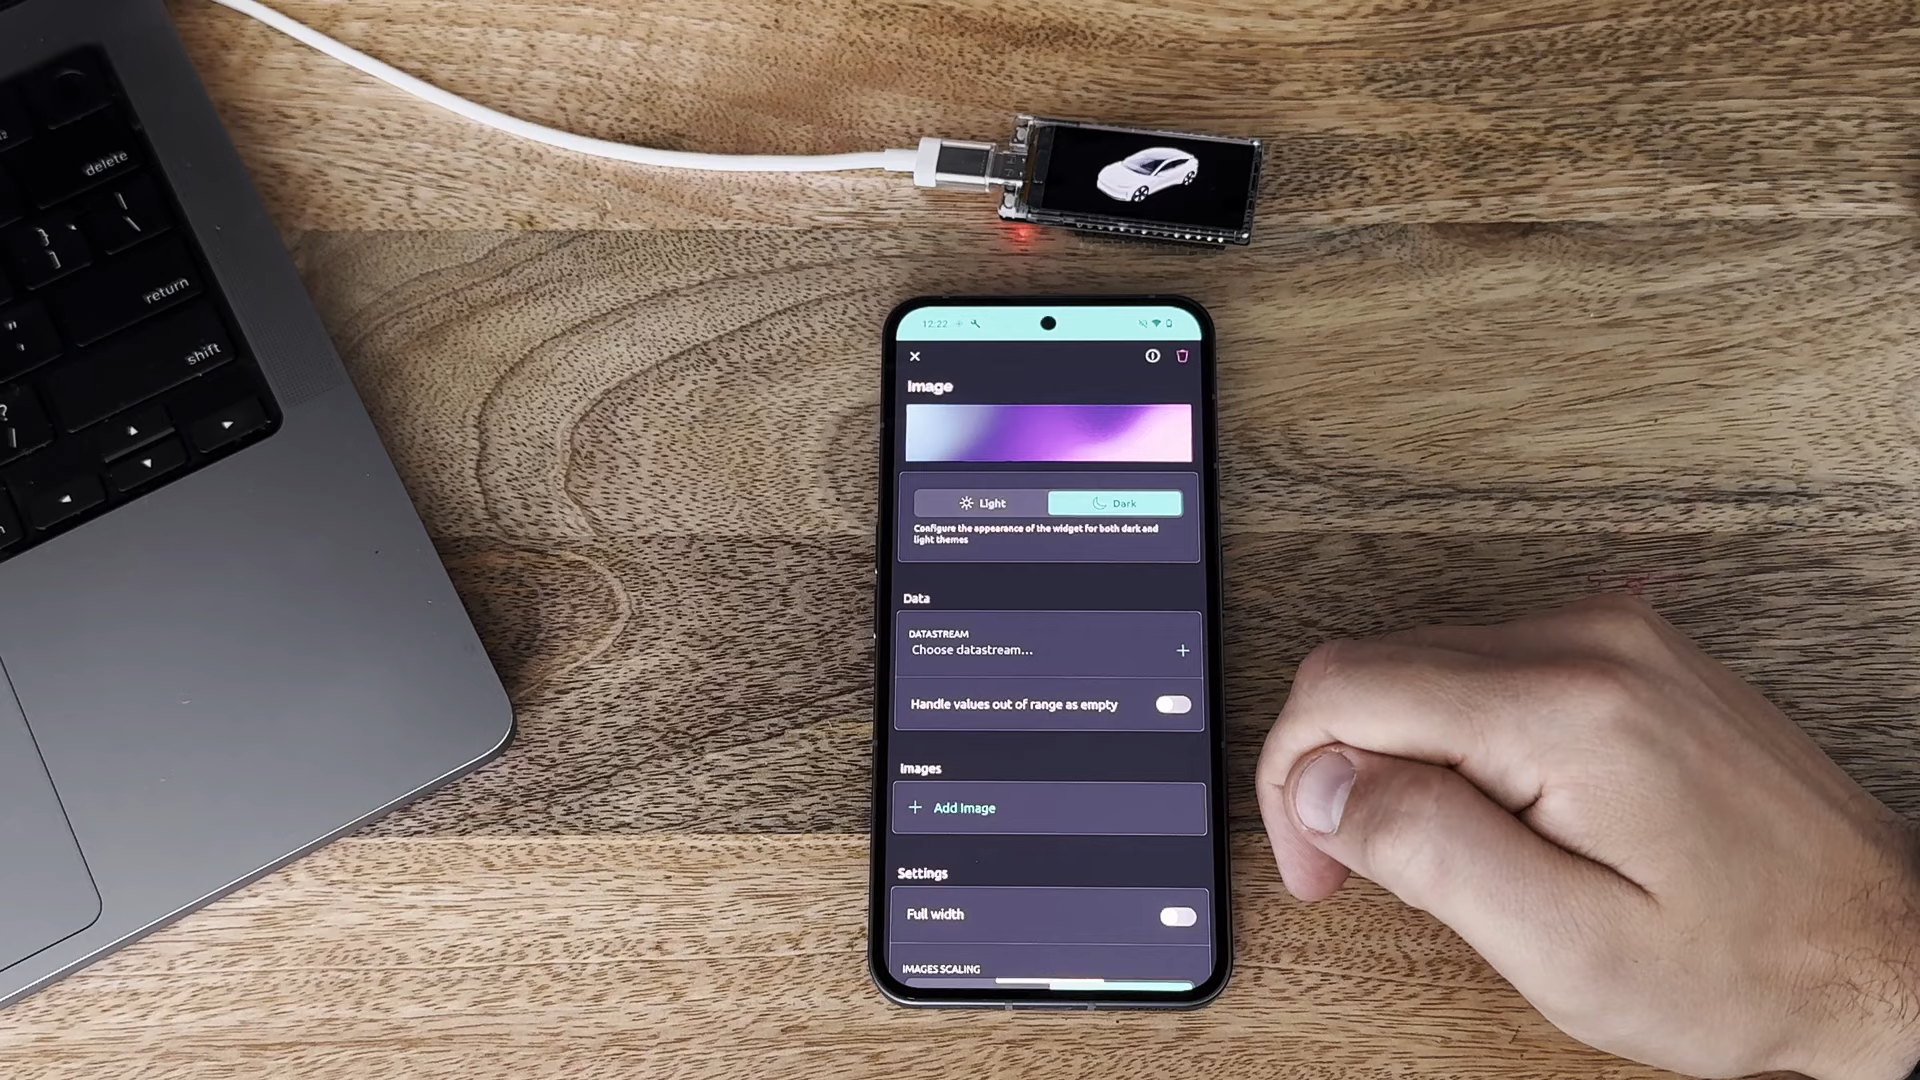 delete
return
shift
?
12:22
Image
Light
Dark
Configure the appearance of the widget for both dark and
light themes
Data
DATASTREAM
Choose datastream...
Handle values out of range as empty
Images
Add Image
Settings
Full width
IMAGES SCALING